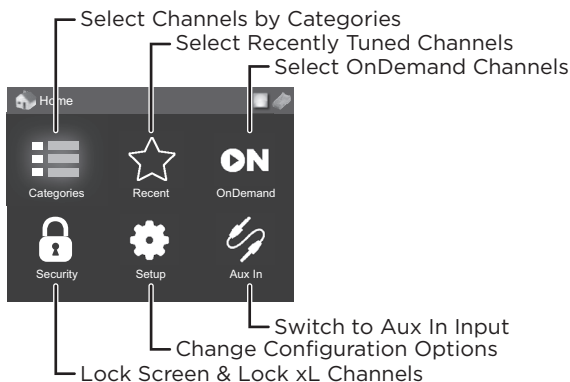 Select Channels by Categories
Select Recently Tuned Channels
Select OnDemand Channels
Home
ON
Categories
Recent
OnDemand
Security
Setup
Aux In
Switch to Aux In Input
Change Configuration Options
Lock Screen & Lock xL Channels